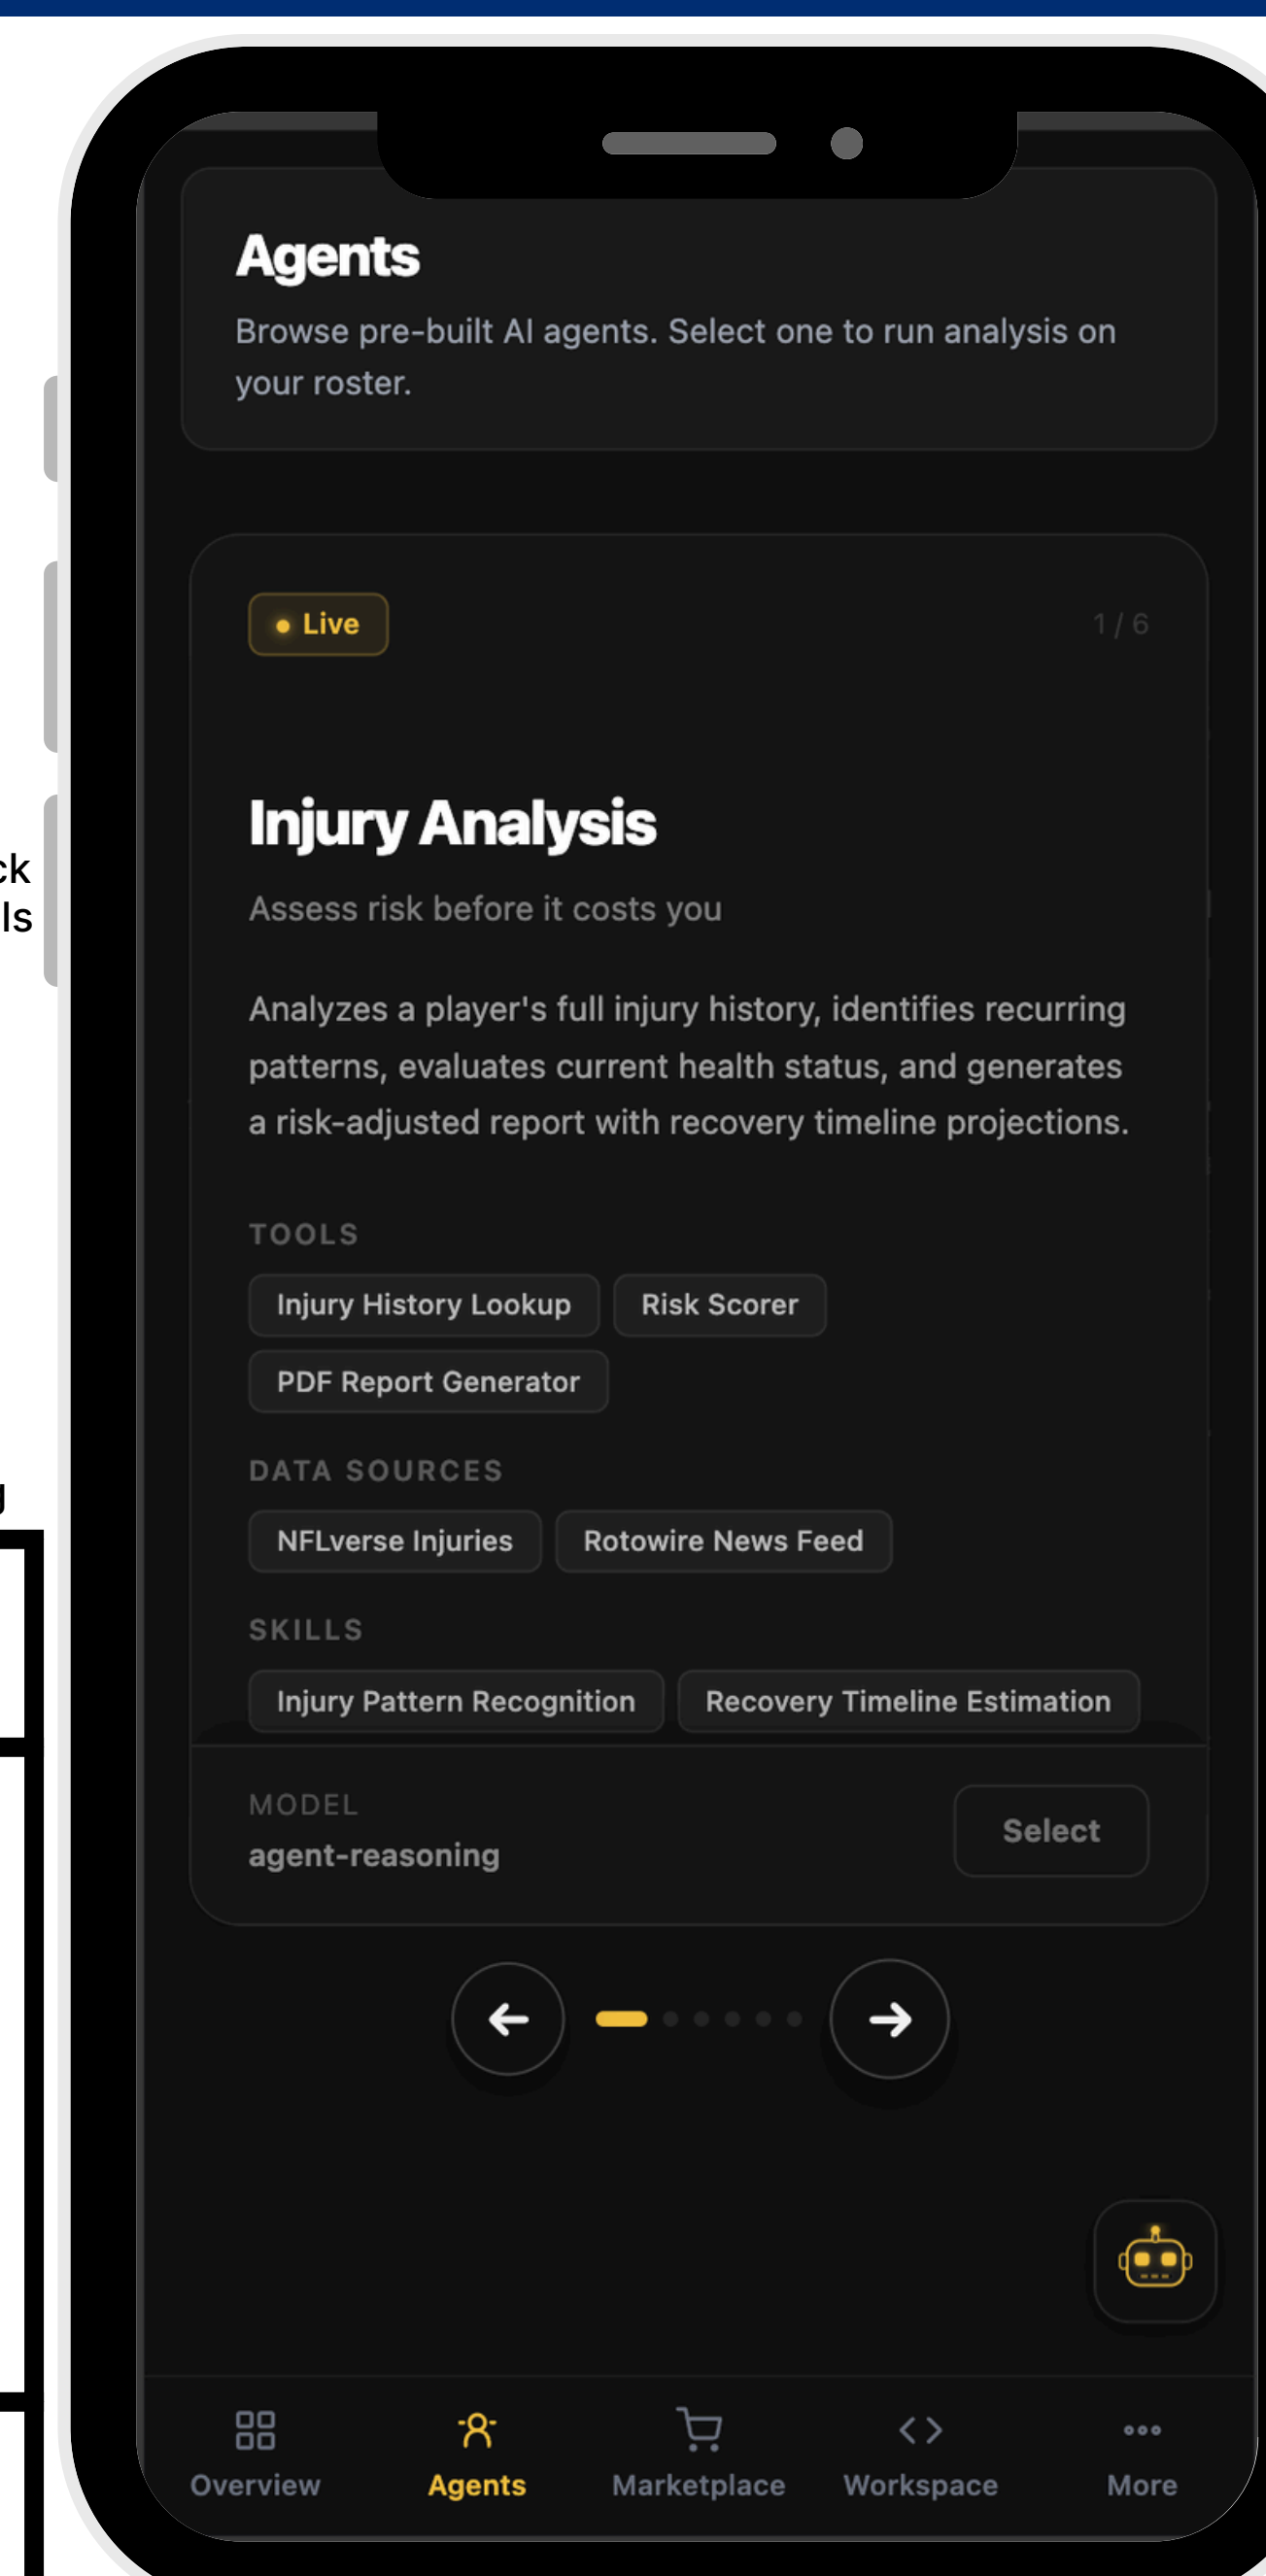 Agents
Browse pre-built AI agents. Select one to run analysis on
your roster.
Live
1 / 6
Injury Analysis
Assess risk before it costs you
Analyzes a player's full injury history, identifies recurring
patterns, evaluates current health status, and generates
a risk-adjusted report with recovery timeline projections.
TOOLS
Injury History Lookup Risk Scorer
PDF Report Generator
DATA SOURCES
NFLverse Injuries Rotowire News Feed
SKILLS
Injury Pattern Recognition Recovery Timeline Estimation
MODEL
agent-reasoning
Select
Overview Agents Marketplace Workspace More